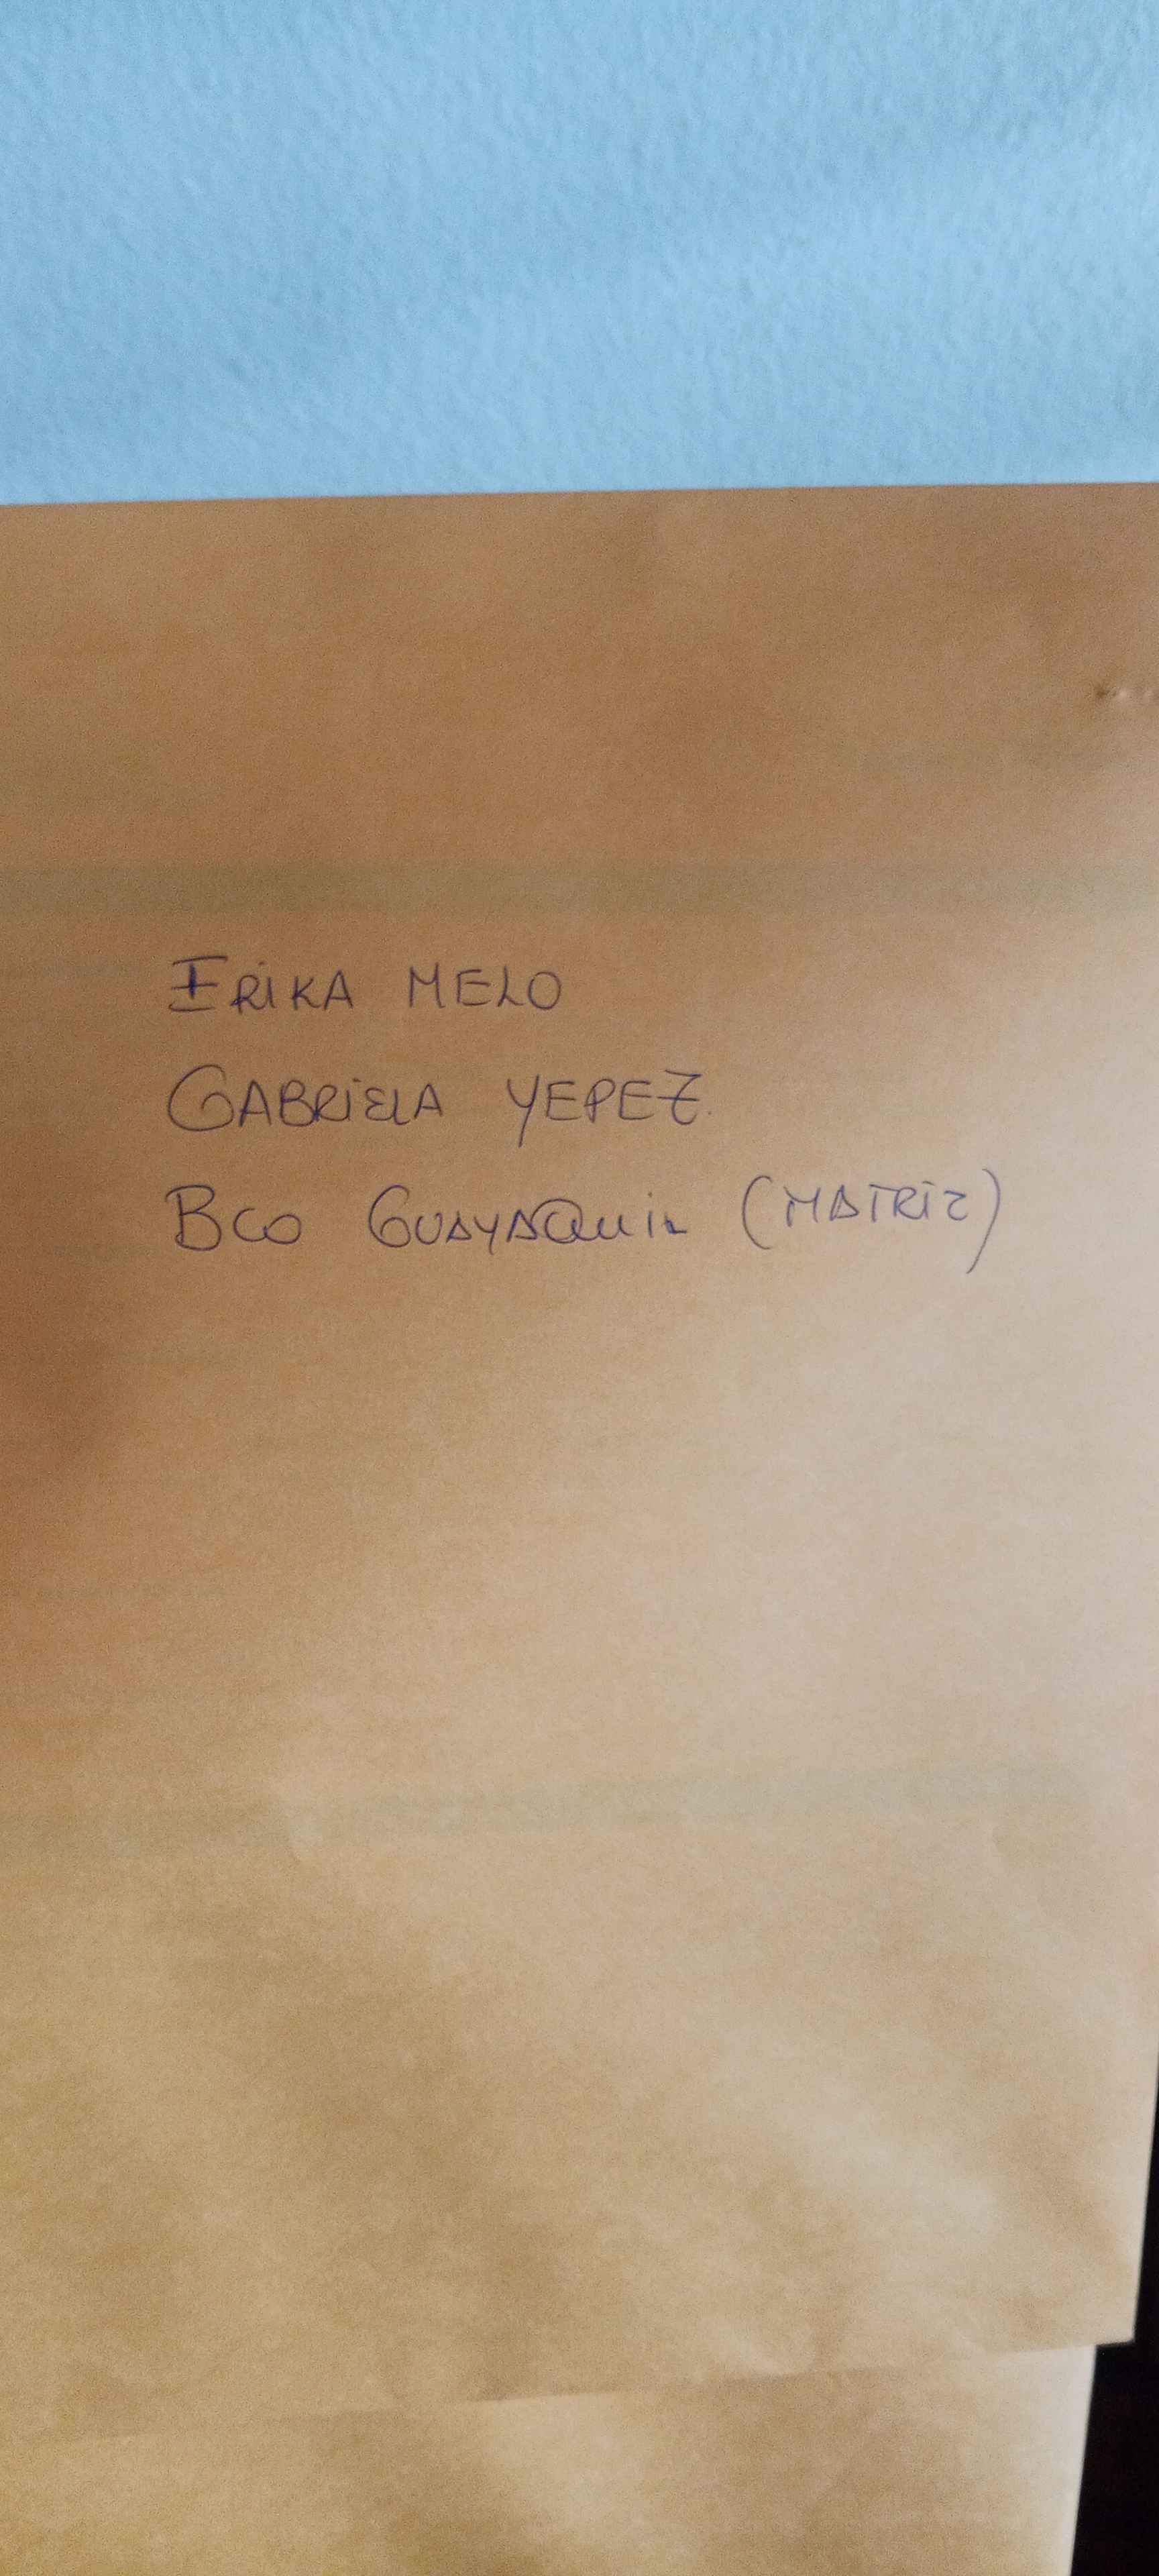 ERIKA MELO
GABRiELA YEPEZ.
BCO GUAYAQUiL (MATRIZ)